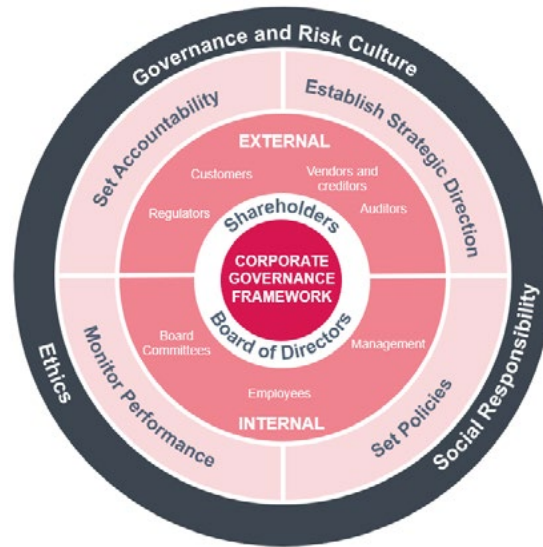 Governance and Risk Culture
Set Accountability
Establish Strategic Direction
EXTERNAL
Customers
Vendors and
creditors
Regulators
Auditors
Shareholders
CORPORATE
GOVERNANCE
FRAMEWORK
Board of Directors
Board
Committees
Management
Employees
INTERNAL
Monitor Performance
Set Policies
Ethics
Social Responsibility